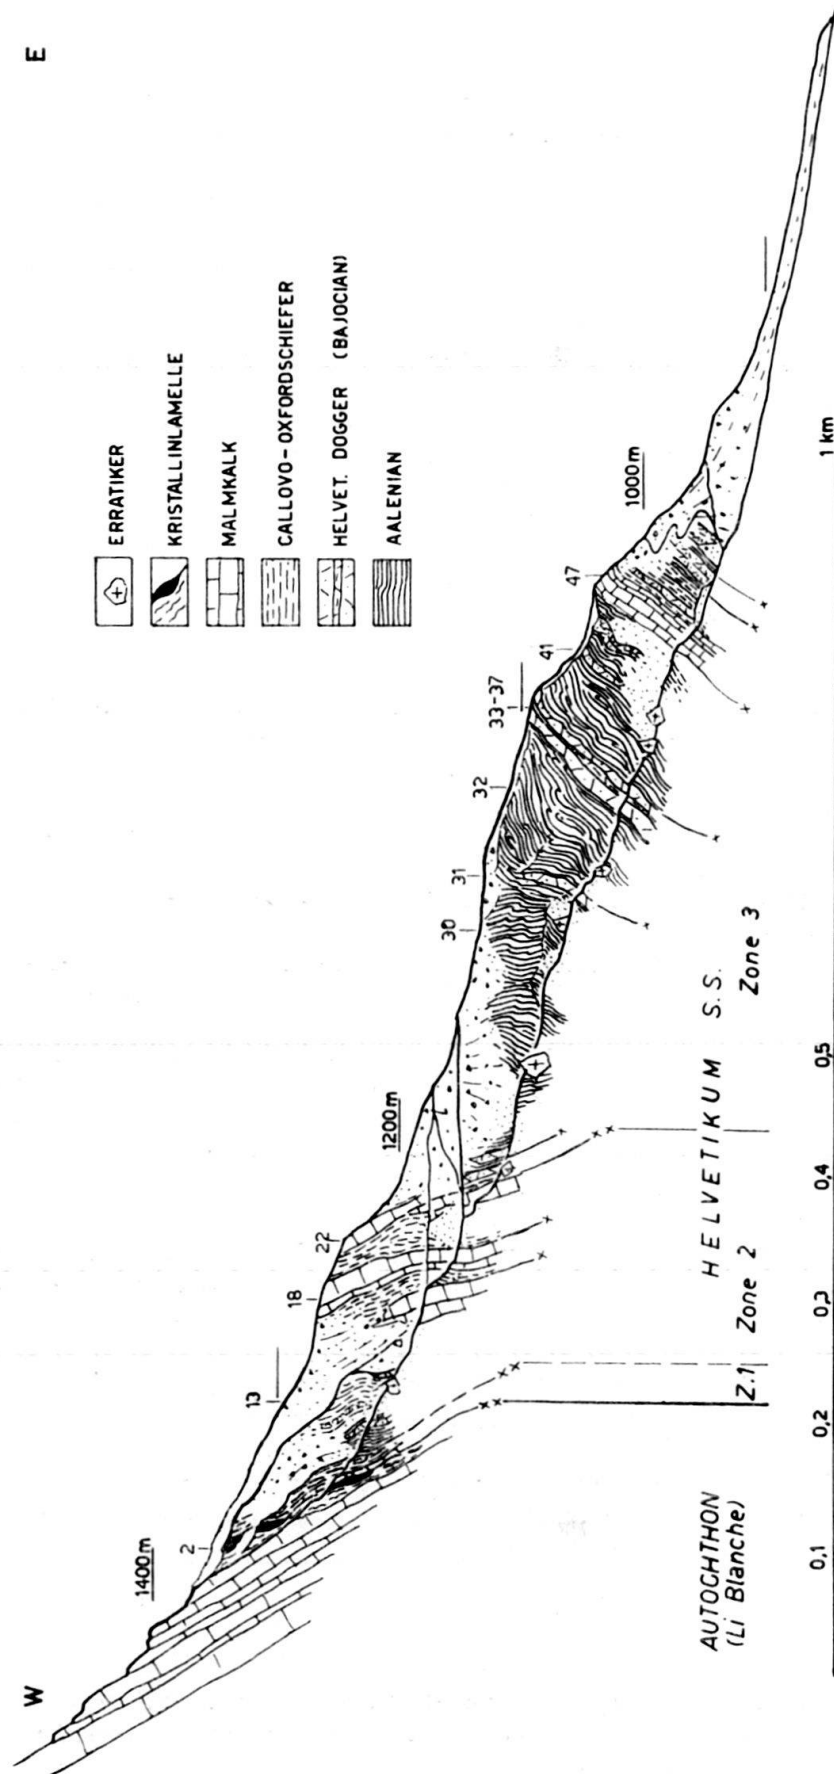 W
E
ERRATIKER
KRISTALLINLAMELLE
MALMKALK
CALLOVO-OXFORDSCHIEFER
HELVET. DOGGER (BAJOCIAN)
AALENIAN
1400m
2
13
18
22
1200m
30
31
32
33-37
41
47
1000m
AUTOCHTHON
(Li Blanche)
HELVETIKUM S.S.
Z.1
Zone 2
Zone 3
0,1
0,2
0,3
0,4
0,5
1 km